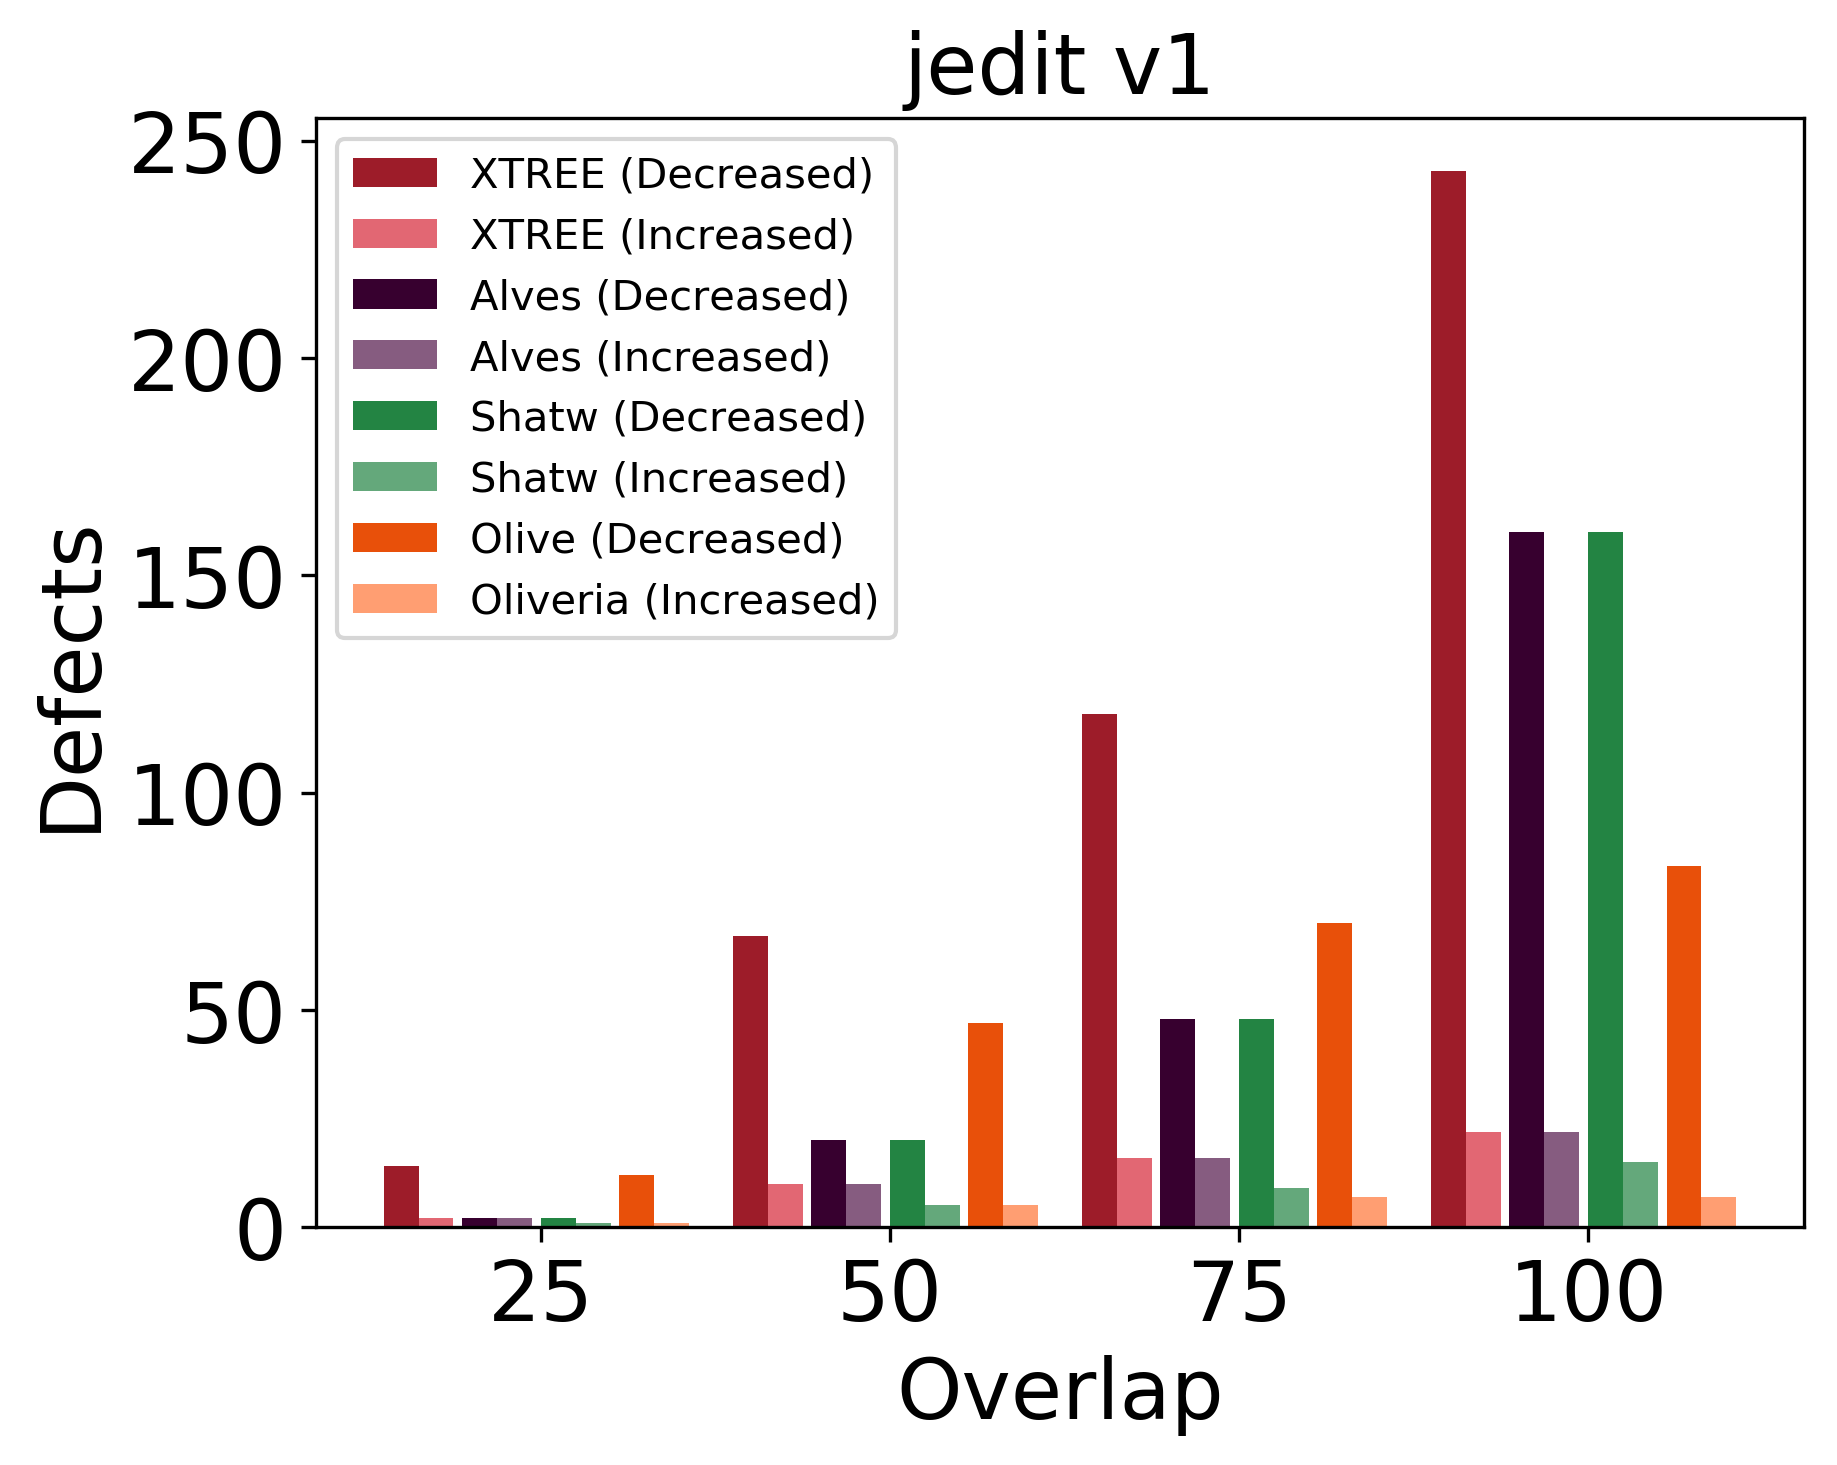 jedit v1
250
200
150
100
50
0
Defects
XTREE (Decreased)
XTREE (Increased)
Alves (Decreased)
Alves (Increased)
Shatw (Decreased)
Shatw (Increased)
Olive (Decreased)
Oliveria (Increased)
25 50 75 100
Overlap